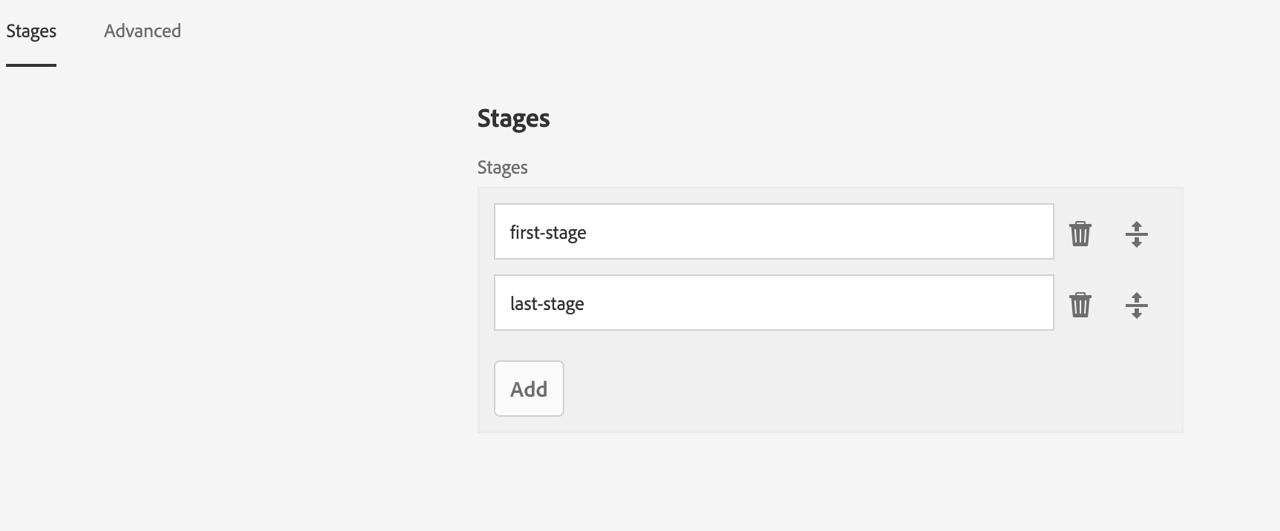 Stages Advanced
Stages
Stages
first-stage
last-stage
Add